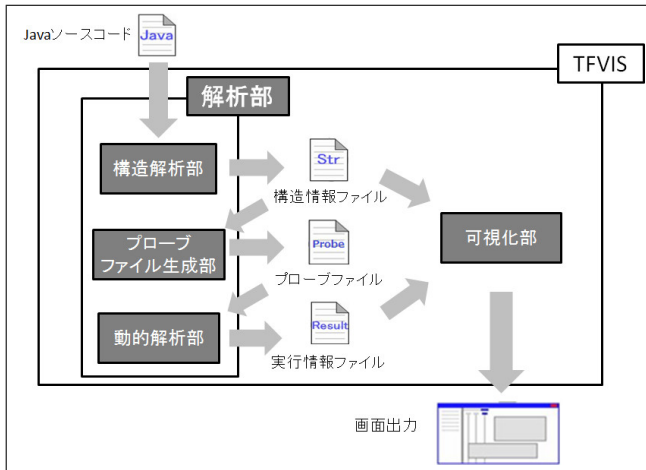 Javaソースコード
Java
TFVIS
解析部
構造解析部
Str
構造情報ファイル
プローブ
ファイル生成部
Probe
プローブファイル
可視化部
動的解析部
Result
実行情報ファイル
画面出力